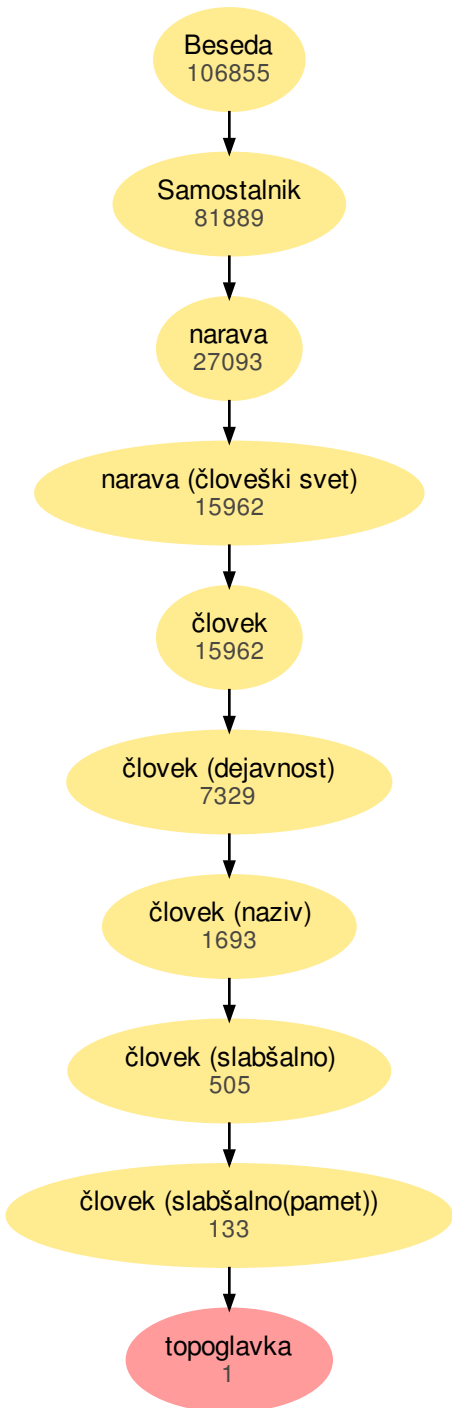 Beseda
106855
Samostalnik
81889
narava
27093
narava (človeški svet)
15962
človek
15962
človek (dejavnost)
7329
človek (naziv)
1693
človek (slabšalno)
505
človek (slabšalno(pamet))
133
topoglavka
1